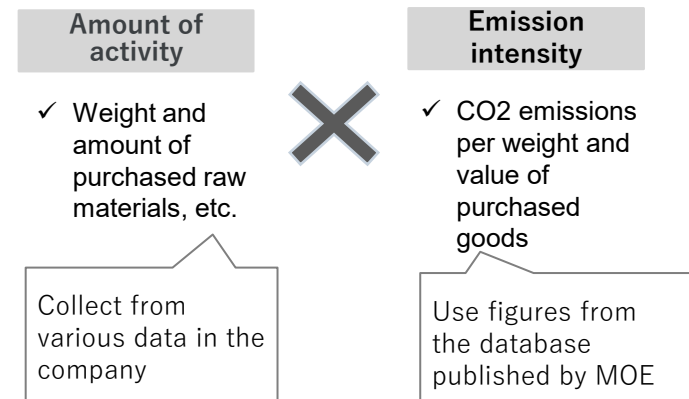 Amount of
activity
✓ Weight and
amount of
purchased raw
materials, etc.
Collect from
various data in the
company
Emission
intensity
✓ CO2 emissions
per weight and
value of
purchased
goods
Use figures from
the database
published by MOE